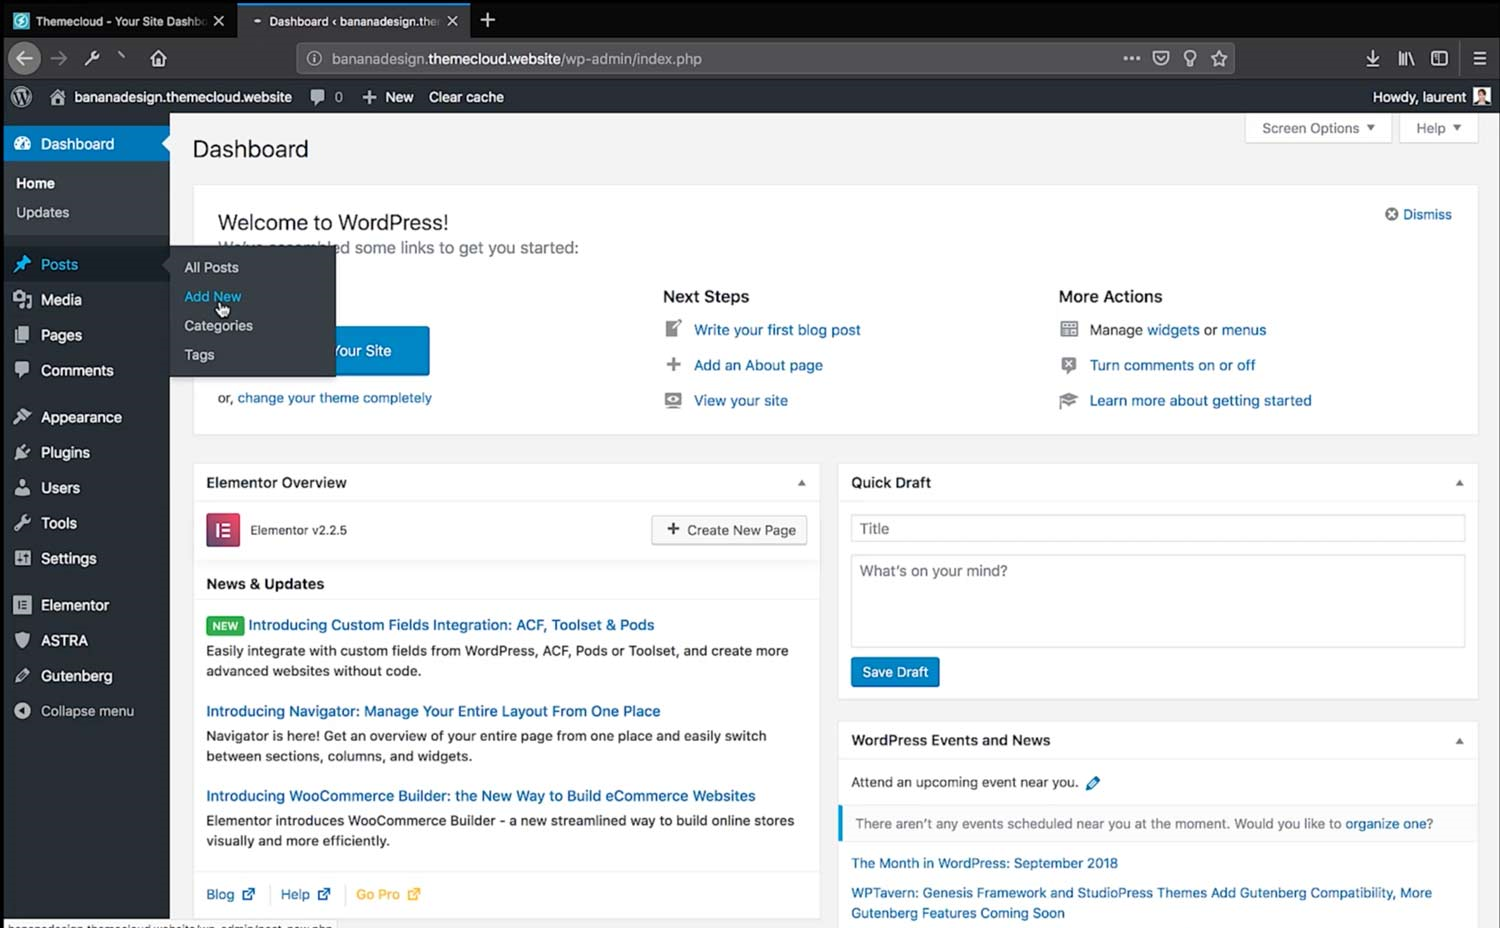 Themecloud - Your Site Dashbo
Dashboard ‹ bananadesign.the
bananadesign.themecloud.website/wp-admin/index.php
bananadesign.themecloud.website
0
New
Clear cache
Howdy, laurent
Dashboard
Home
Updates
Posts
Media
Pages
Comments
Appearance
Plugins
Users
Tools
Settings
Elementor
ASTRA
Gutenberg
Collapse menu
All Posts
Add New
Categories
Tags
Dashboard
Screen Options
Help
Welcome to WordPress!
We've assembled some links to get you started:
Dismiss
Your Site
or, change your theme completely
Next Steps
Write your first blog post
Add an About page
View your site
More Actions
Manage widgets or menus
Turn comments on or off
Learn more about getting started
Elementor Overview
Elementor v2.2.5
Create New Page
News & Updates
NEW Introducing Custom Fields Integration: ACF, Toolset & Pods
Easily integrate with custom fields from WordPress, ACF, Pods or Toolset, and create more
advanced websites without code.
Introducing Navigator: Manage Your Entire Layout From One Place
Navigator is here! Get an overview of your entire page from one place and easily switch
between sections, columns, and widgets.
Introducing WooCommerce Builder: the New Way to Build eCommerce Websites
Elementor introduces WooCommerce Builder - a new streamlined way to build online stores
visually and more efficiently.
Blog
Help
Go Pro
Quick Draft
Title
What's on your mind?
Save Draft
WordPress Events and News
Attend an upcoming event near you.
There aren't any events scheduled near you at the moment. Would you like to organize one?
The Month in WordPress: September 2018
WPTavern: Genesis Framework and StudioPress Themes Add Gutenberg Compatibility, More
Gutenberg Features Coming Soon